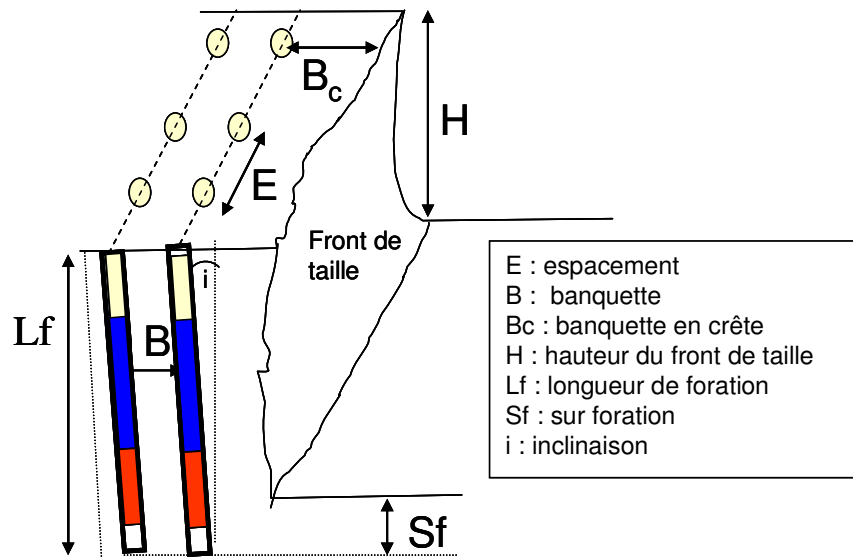 Bc
H
E
Front de
taille
i
Lf
B
Sf
E : espacement
B : banquette
Bc : banquette en crête
H : hauteur du front de taille
Lf : longueur de foration
Sf : sur foration
i : inclinaison